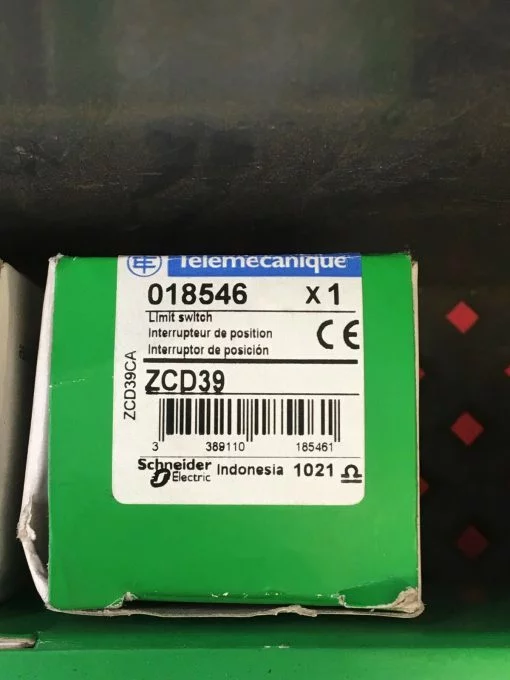 Telemecanique
018546 x 1
Limit switch
Interrupteur de position
Interruptor de posición
CE
ZCD39
ZCD39CA
3 389110 185461
Schneider Electric Indonesia 1021